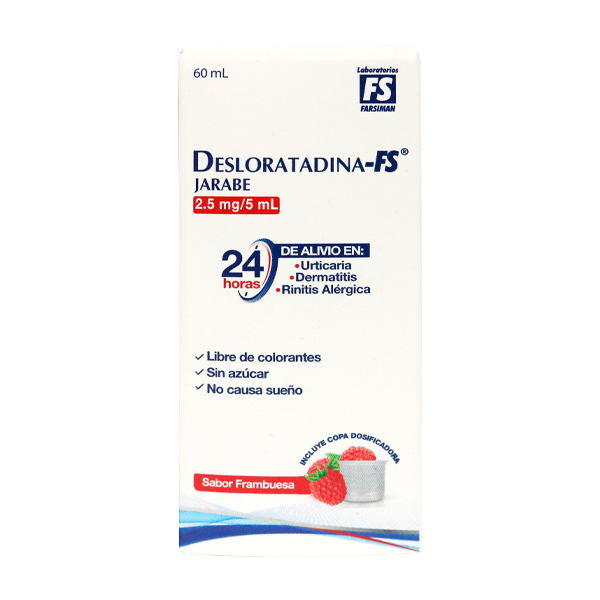 60 mL
Laboratorios
FS
FARSIMAN
DESLORATADINA-FS®
JARABE
2.5 mg/5 mL
24
horas
DE ALIVIO EN:
•Urticaria
•Dermatitis
•Rinitis Alérgica
✓ Libre de colorantes
✓ Sin azúcar
✓ No causa sueño
INCLUYE COPA DOSIFICADORA
Sabor Frambuesa